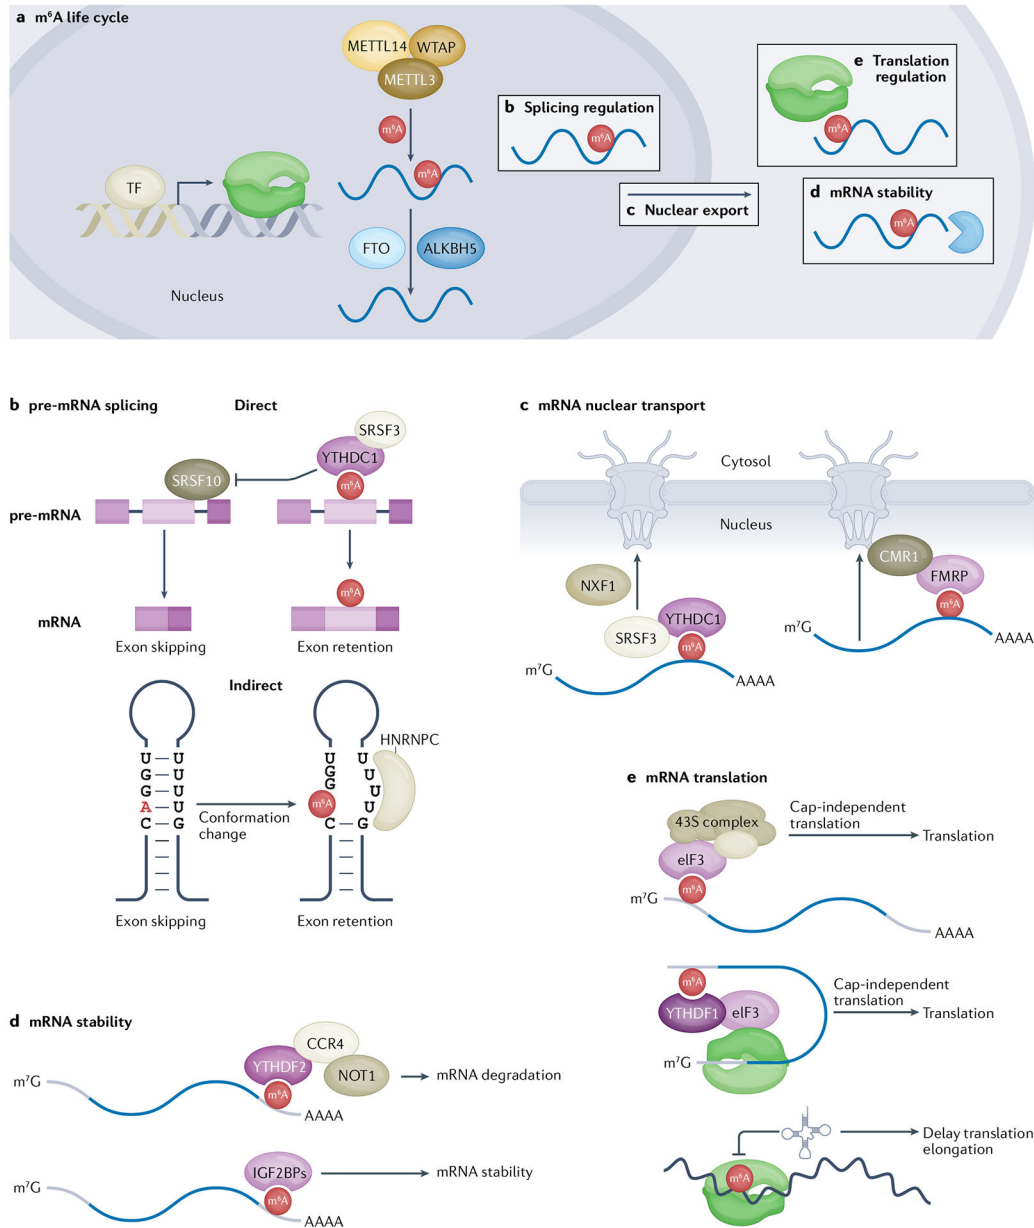 a m⁶A life cycle
METTL14
WTAP
METTL3
m⁶A
m⁶A
TF
FTO
ALKBH5
Nucleus
b Splicing regulation
m⁶A
c Nuclear export
e Translation
regulation
m⁶A
d mRNA stability
m⁶A
b pre-mRNA splicing
Direct
SRSF3
YTHDC1
SRSF10
m⁶A
pre-mRNA
m⁶A
mRNA
Exon skipping
Exon retention
Indirect
U U
G U
G U
A U
C G
Conformation
change
HNRNPC
U U
G U
G U
m⁶A U
C G
Exon skipping
Exon retention
c mRNA nuclear transport
Cytosol
Nucleus
NXF1
SRSF3
YTHDC1
m⁶A
m⁷G
AAAA
CMR1
FMRP
m⁶A
m⁷G
AAAA
d mRNA stability
CCR4
YTHDF2
NOT1
m⁶A
m⁷G
AAAA
mRNA degradation
IGF2BPs
m⁶A
m⁷G
AAAA
mRNA stability
e mRNA translation
43S complex
elF3
m⁶A
m⁷G
AAAA
Cap-independent
translation
Translation
m⁶A
YTHDF1
elF3
m⁷G
Cap-independent
translation
Translation
m⁶A
Delay translation
elongation